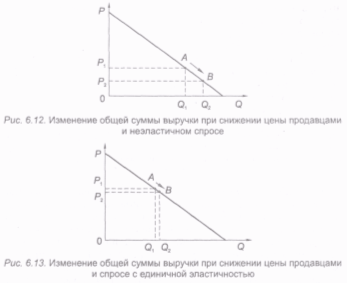 P
A
B
P₁
P₂
0
Q₁ Q₂ Q
Рис. 6.12. Изменение общей суммы выручки при снижении цены продавцами
и неэластичном спросе
P
A
B
P₁
P₂
0
Q₁ Q₂ Q
Рис. 6.13. Изменение общей суммы выручки при снижении цены продавцами
и спросе с единичной эластичностью